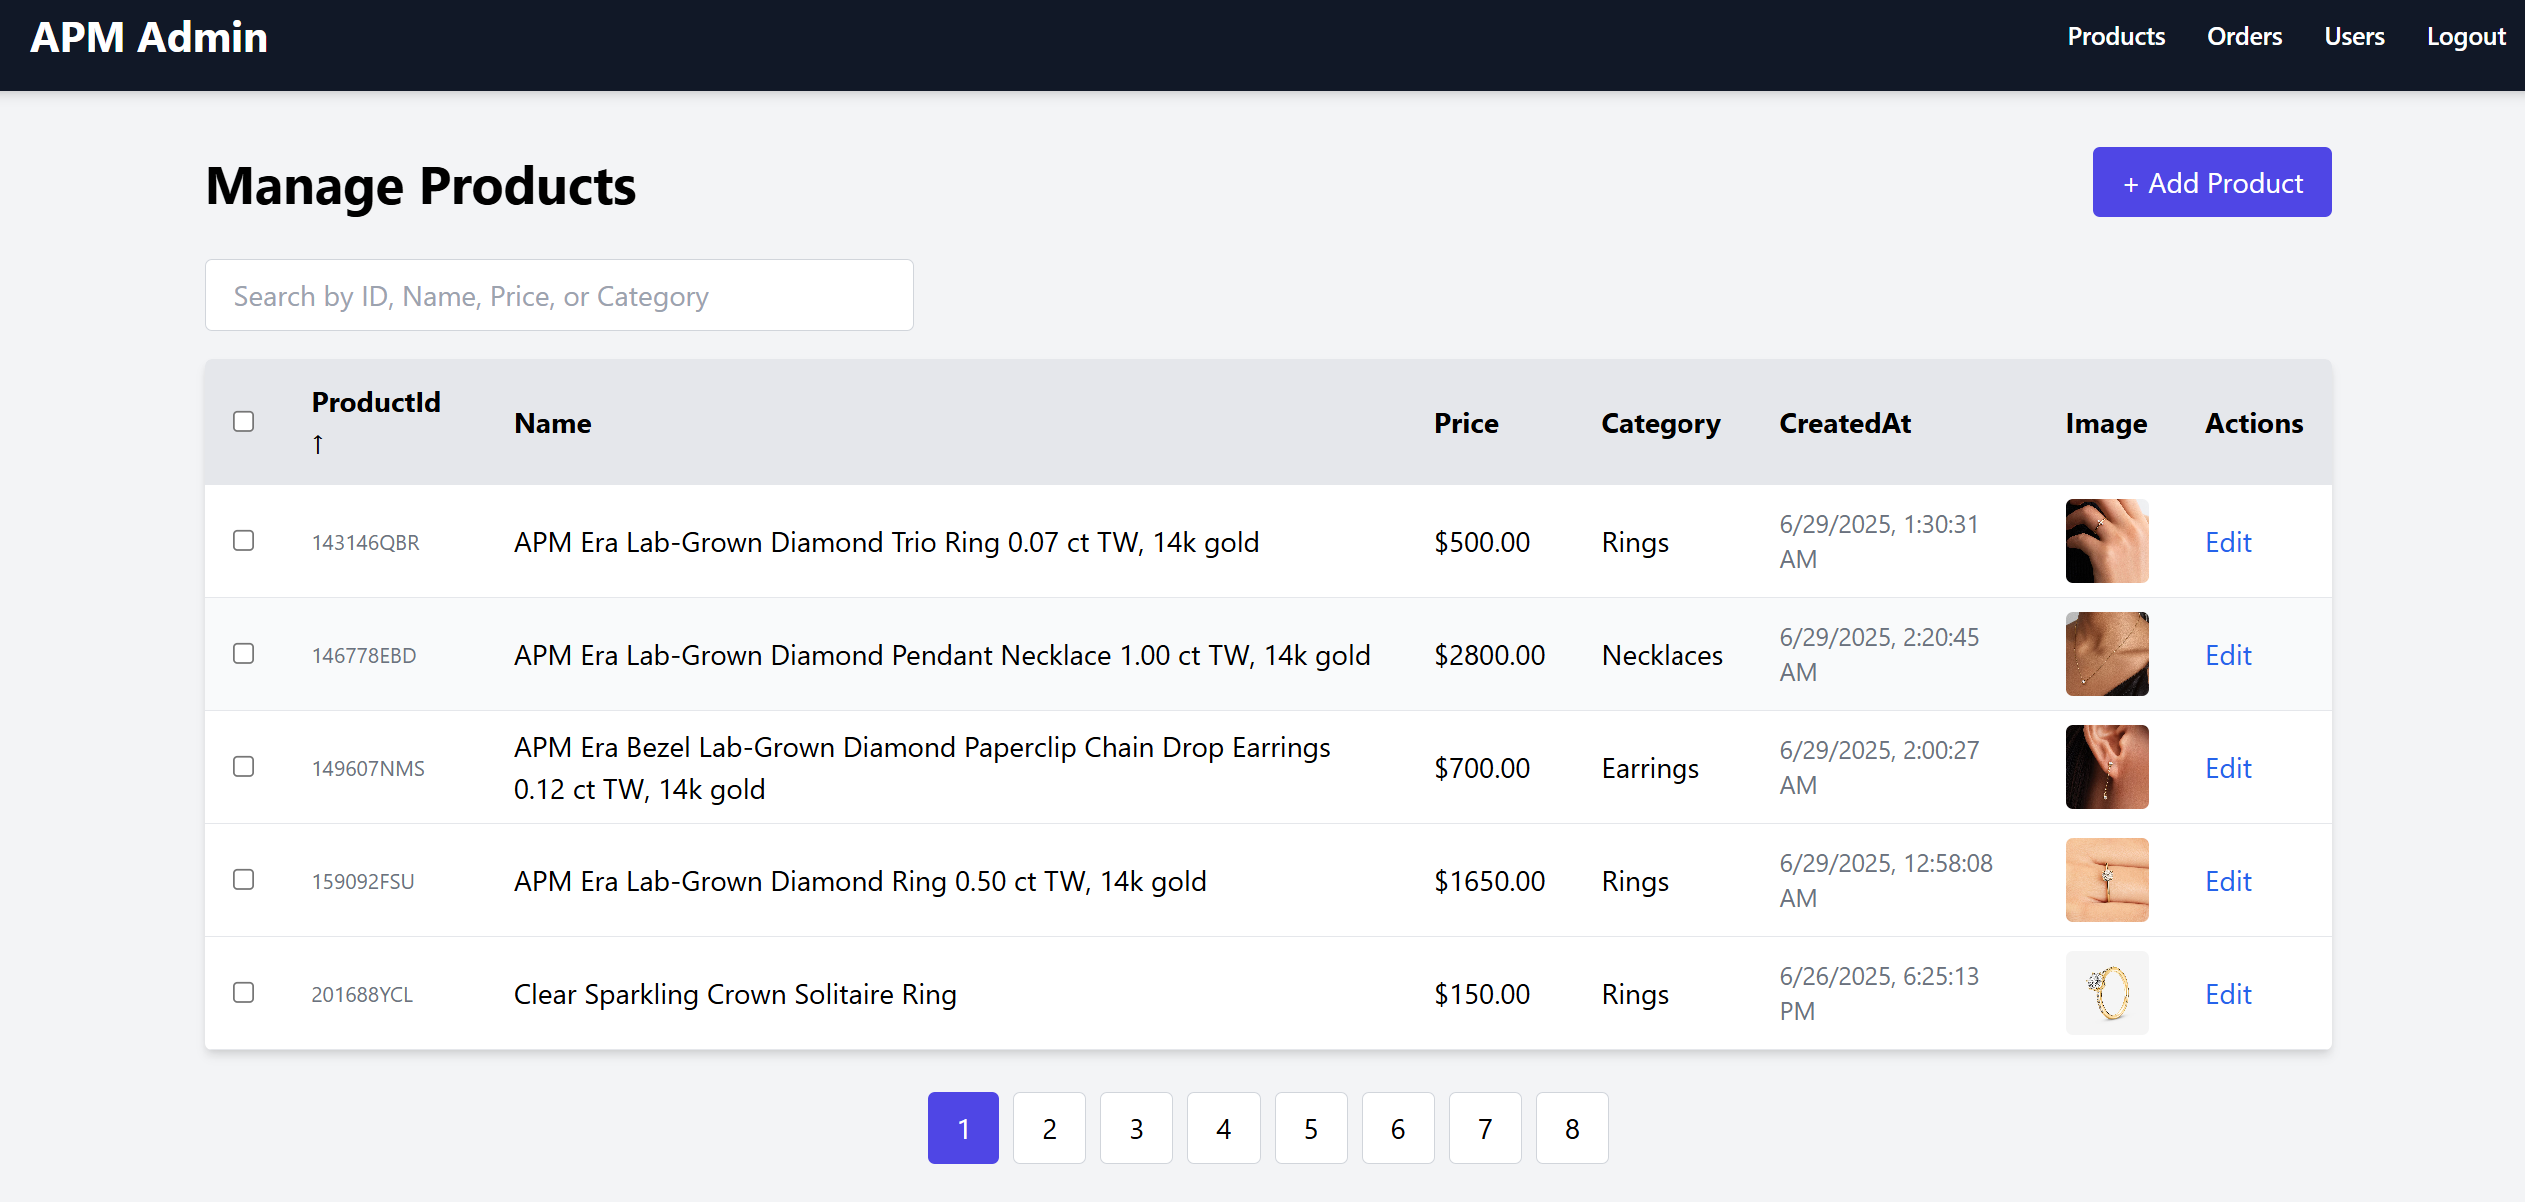 APM Admin
Products Orders Users Logout
Manage Products
+ Add Product
Search by ID, Name, Price, or Category
ProductId ↑ Name Price Category CreatedAt Image Actions
143146QBR APM Era Lab-Grown Diamond Trio Ring 0.07 ct TW, 14k gold $500.00 Rings 6/29/2025, 1:30:31 AM Edit
146778EBD APM Era Lab-Grown Diamond Pendant Necklace 1.00 ct TW, 14k gold $2800.00 Necklaces 6/29/2025, 2:20:45 AM Edit
149607NMS APM Era Bezel Lab-Grown Diamond Paperclip Chain Drop Earrings 0.12 ct TW, 14k gold $700.00 Earrings 6/29/2025, 2:00:27 AM Edit
159092FSU APM Era Lab-Grown Diamond Ring 0.50 ct TW, 14k gold $1650.00 Rings 6/29/2025, 12:58:08 AM Edit
201688YCL Clear Sparkling Crown Solitaire Ring $150.00 Rings 6/26/2025, 6:25:13 PM Edit
1 2 3 4 5 6 7 8